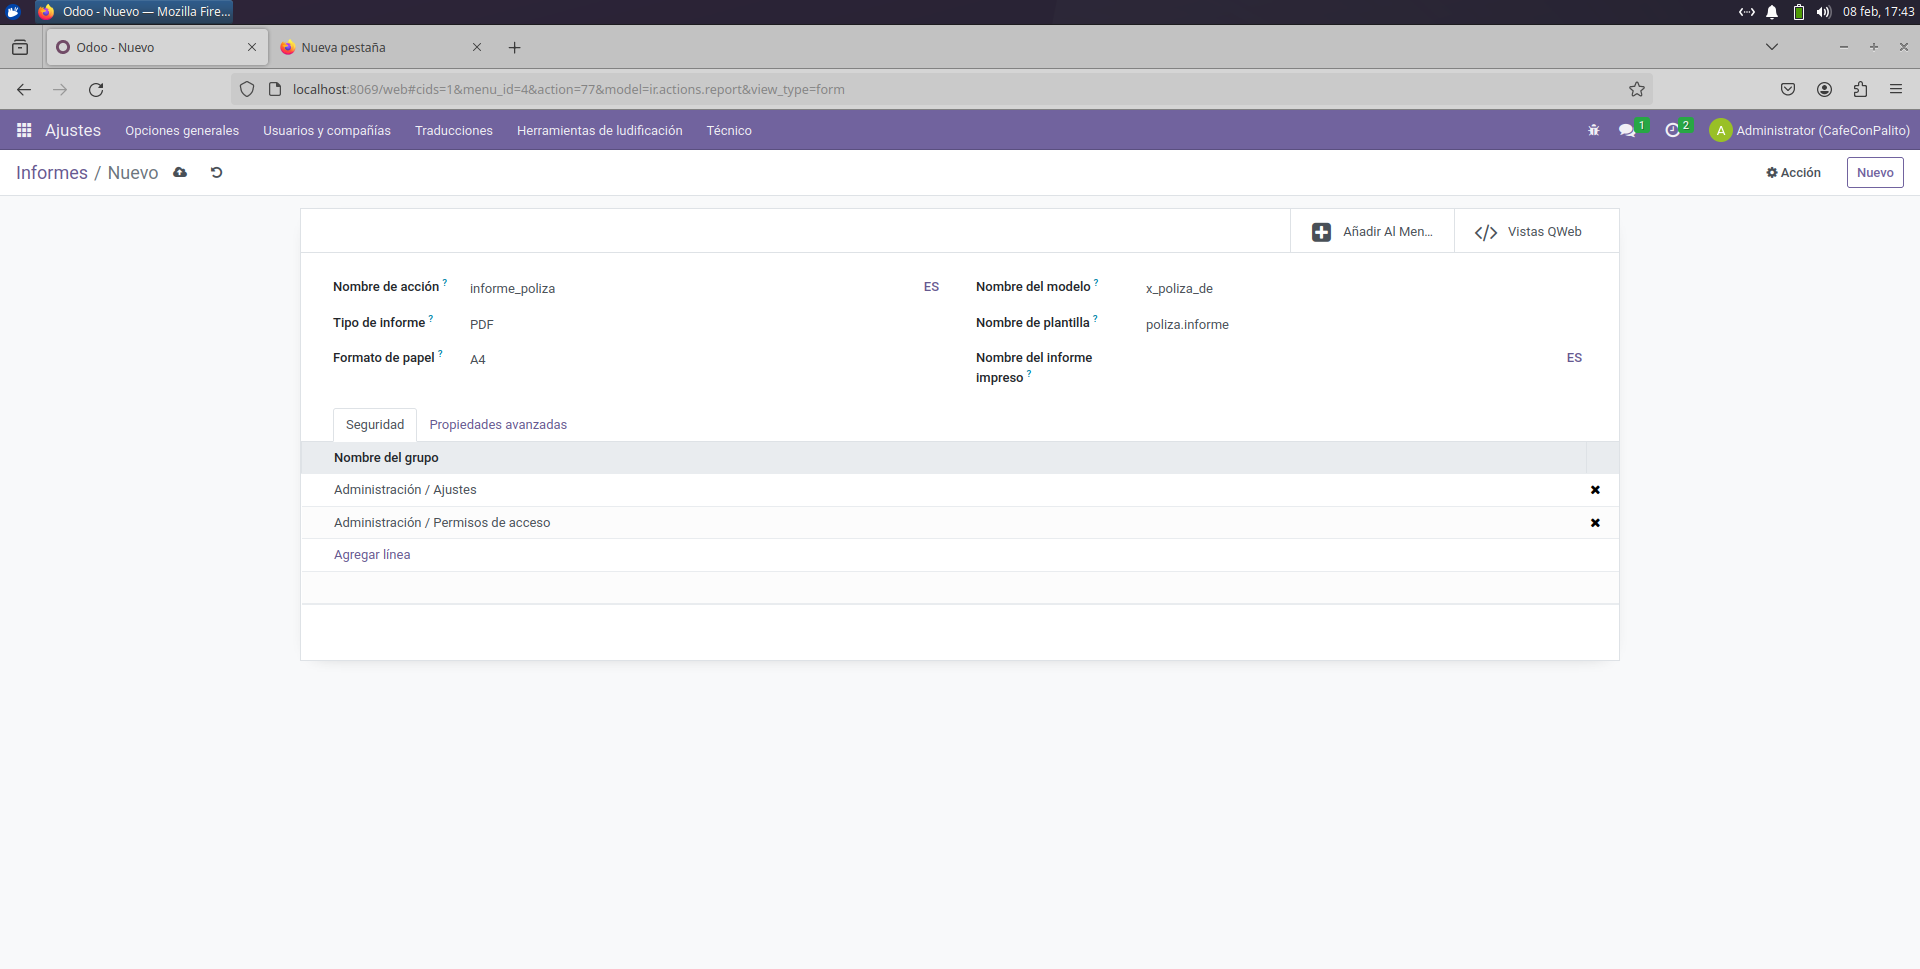 Odoo - Nuevo — Mozilla Fire...
08 feb, 17:43
Odoo - Nuevo
Nueva pestaña
localhost:8069/web#cids=1&menu_id=4&action=77&model=ir.actions.report&view_type=form
Ajustes
Opciones generales
Usuarios y compañías
Traducciones
Herramientas de ludificación
Técnico
1
2
A
Administrator (CafeConPalito)
Informes / Nuevo
Acción
Nuevo
Añadir Al Men...
Vistas QWeb
Nombre de acción ?
informe_poliza
ES
Nombre del modelo ?
x_poliza_de
Tipo de informe ?
PDF
Nombre de plantilla ?
poliza.informe
Formato de papel ?
A4
Nombre del informe
impreso ?
ES
Seguridad
Propiedades avanzadas
Nombre del grupo
Administración / Ajustes
Administración / Permisos de acceso
Agregar línea